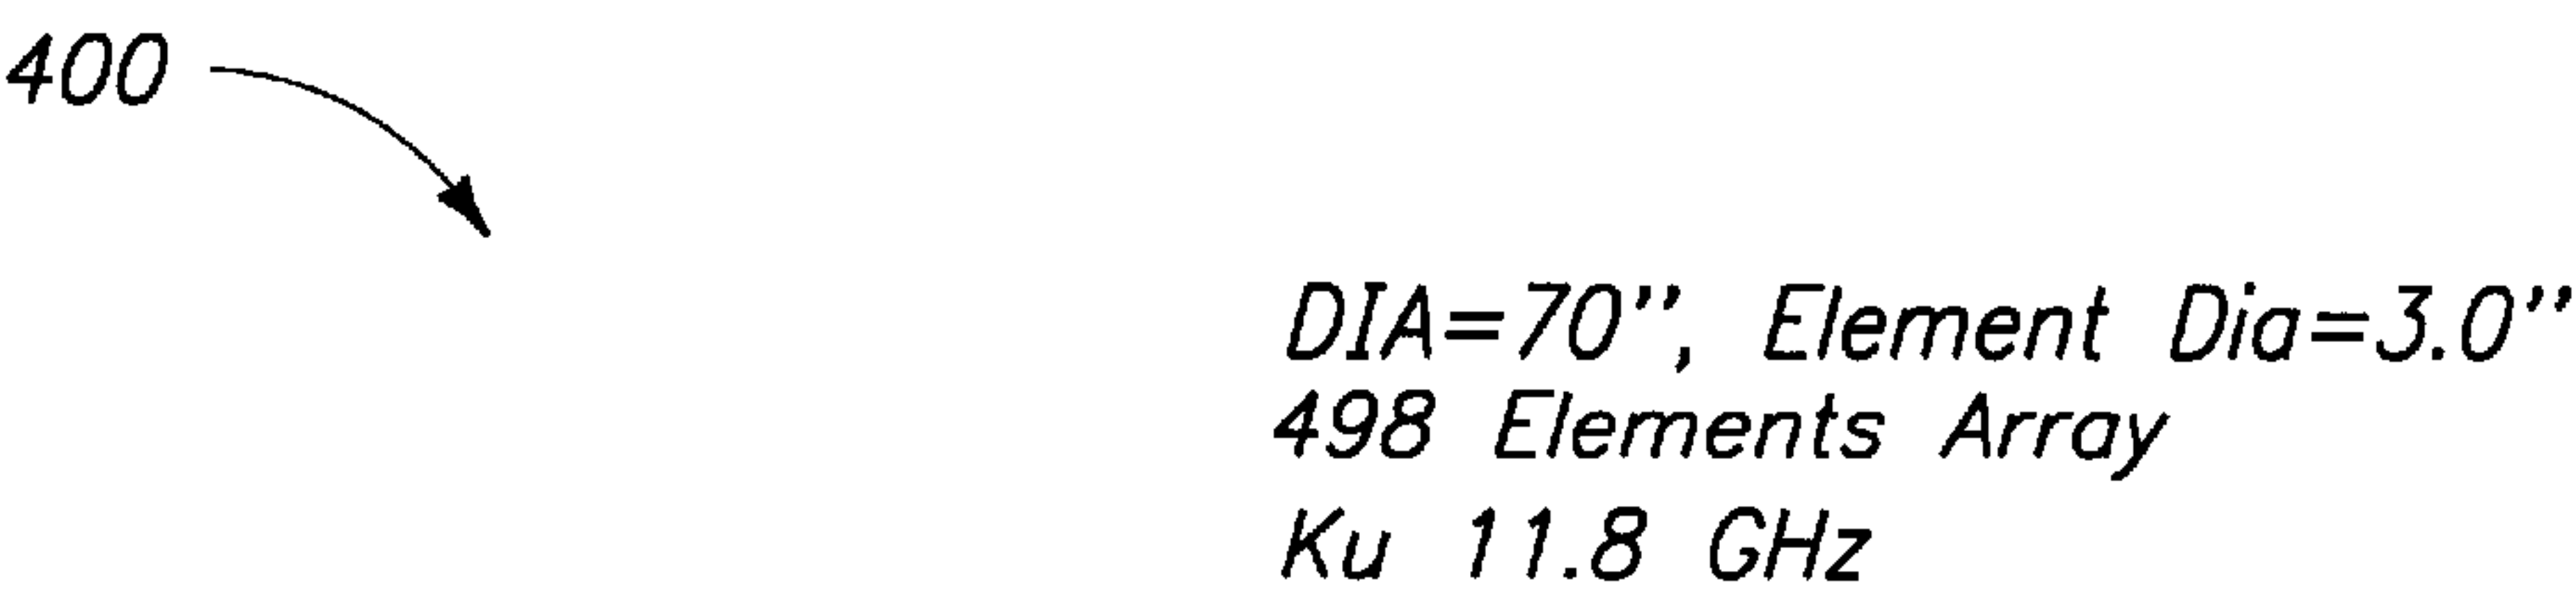 400
DIA=70", Element Dia=3.0"
498 Elements Array
Ku 11.8 GHz